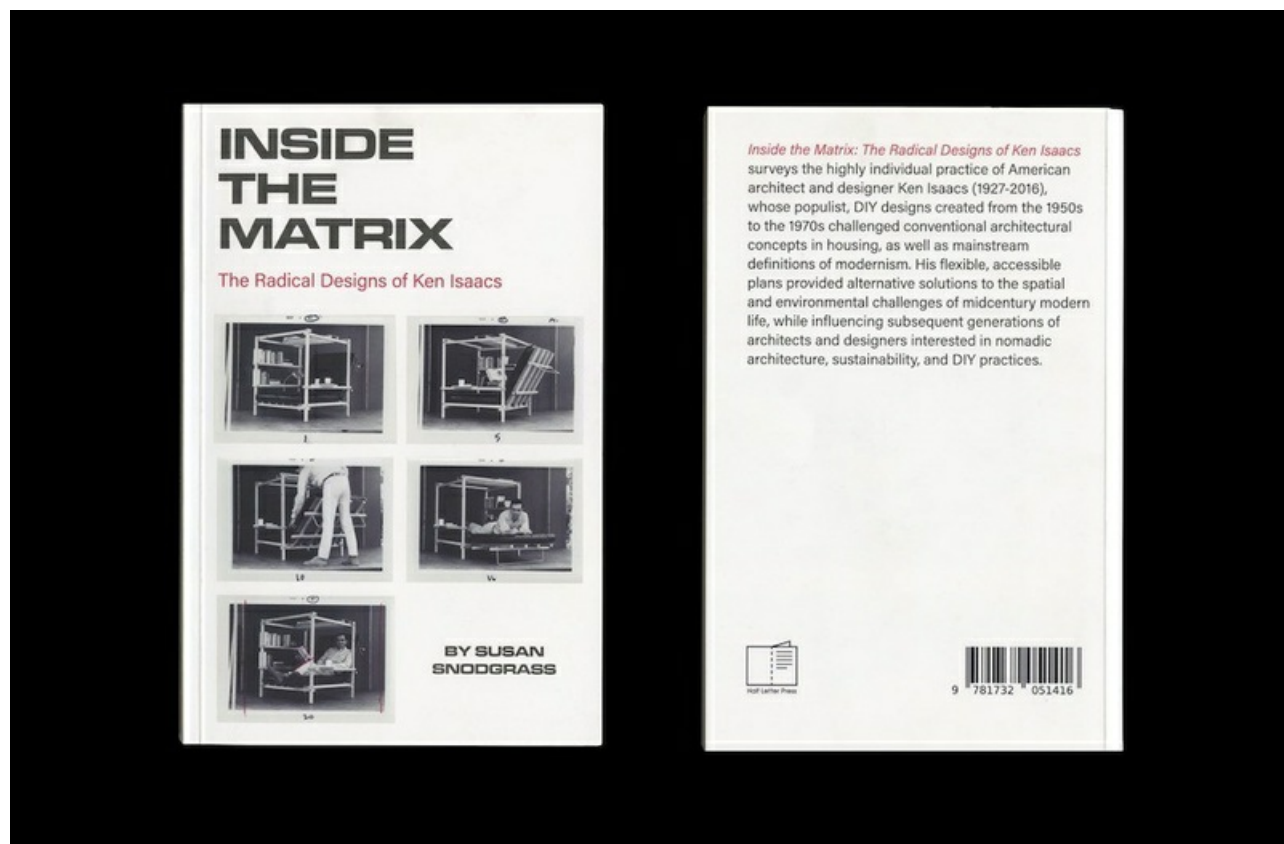 INSIDE
THE
MATRIX
The Radical Designs of Ken Isaacs
1
5
16
20
BY SUSAN
SNODGRASS
Inside the Matrix: The Radical Designs of Ken Isaacs
surveys the highly individual practice of American
architect and designer Ken Isaacs (1927-2016),
whose populist, DIY designs created from the 1950s
to the 1970s challenged conventional architectural
concepts in housing, as well as mainstream
definitions of modernism. His flexible, accessible
plans provided alternative solutions to the spatial
and environmental challenges of midcentury modern
life, while influencing subsequent generations of
architects and designers interested in nomadic
architecture, sustainability, and DIY practices.
Half Letter Press
9 781732 051416